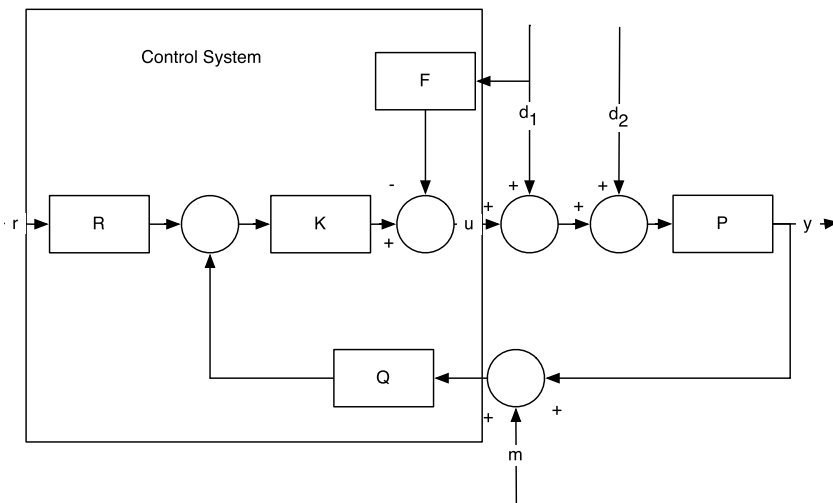 Control System
F
d1
d2
-
+
+
+
+
r
R
K
u
P
y
+
+
Q
+
+
m